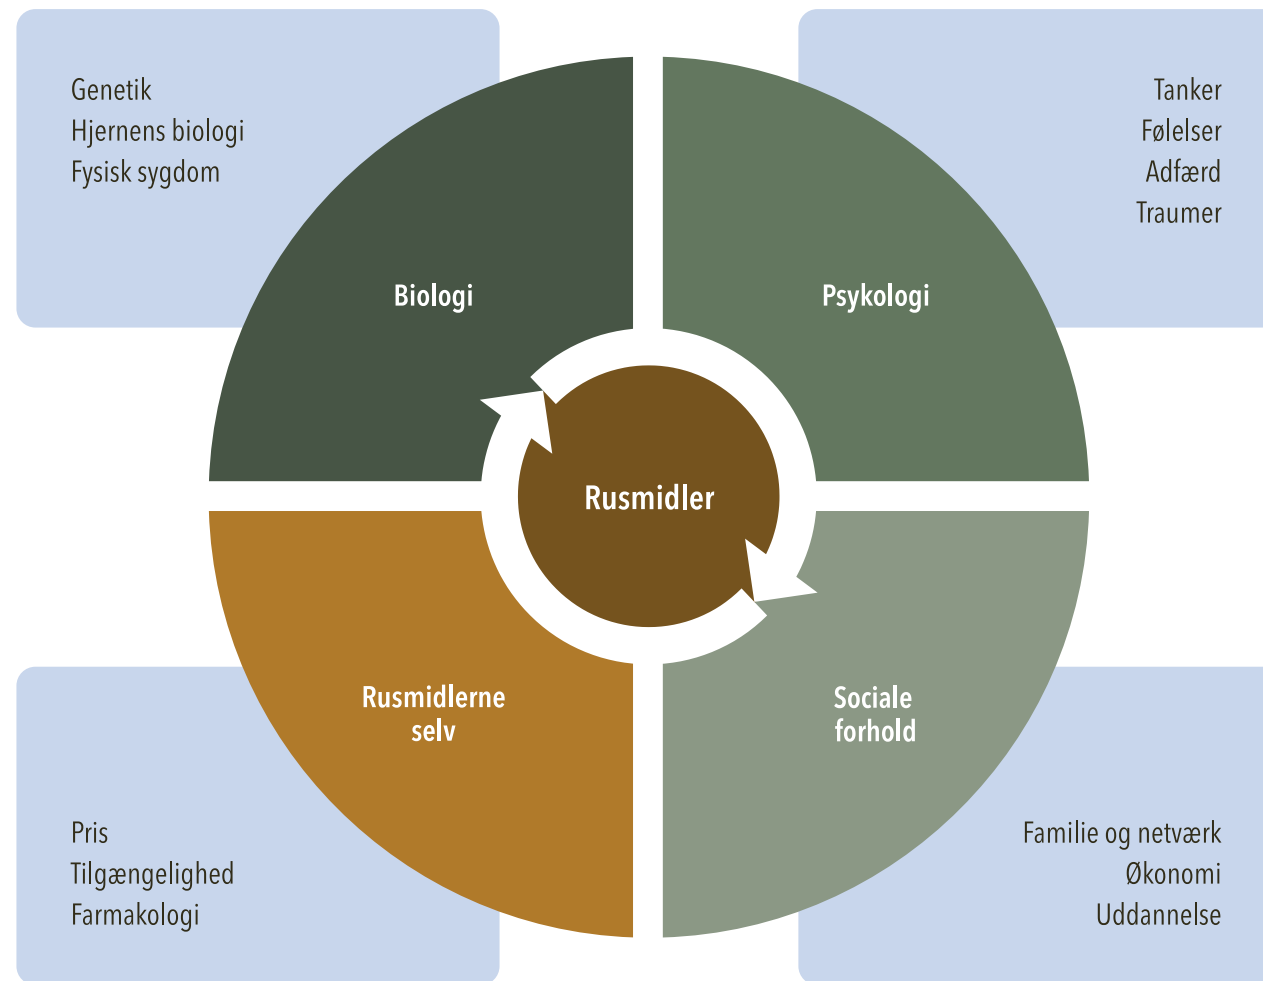 Genetik
Hjernens biologi
Fysisk sygdom
Tanker
Følelser
Adfærd
Traumer
Biologi
Psykologi
Rusmidler
Rusmidlerne
selv
Sociale
forhold
Pris
Tilgængelighed
Farmakologi
Familie og netværk
Økonomi
Uddannelse